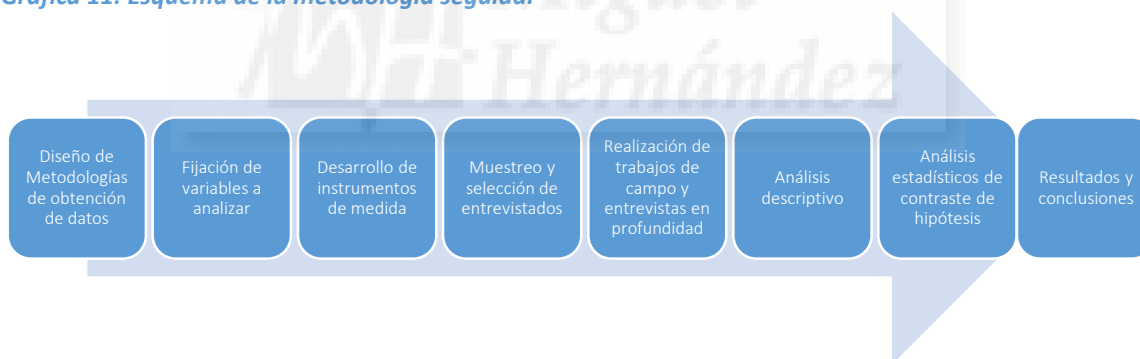 Gráfica 11: Esquema de la metodología seguida.
Miguel
Hernández
Diseño de
Metodologías
de obtención
de datos
Fijación de
variables a
analizar
Desarrollo de
instrumentos
de medida
Muestreo y
selección de
entrevistados
Realización de
trabajos de
campo y
entrevistas en
profundidad
Análisis
descriptivo
Análisis
estadísticos de
contraste de
hipótesis
Resultados y
conclusiones